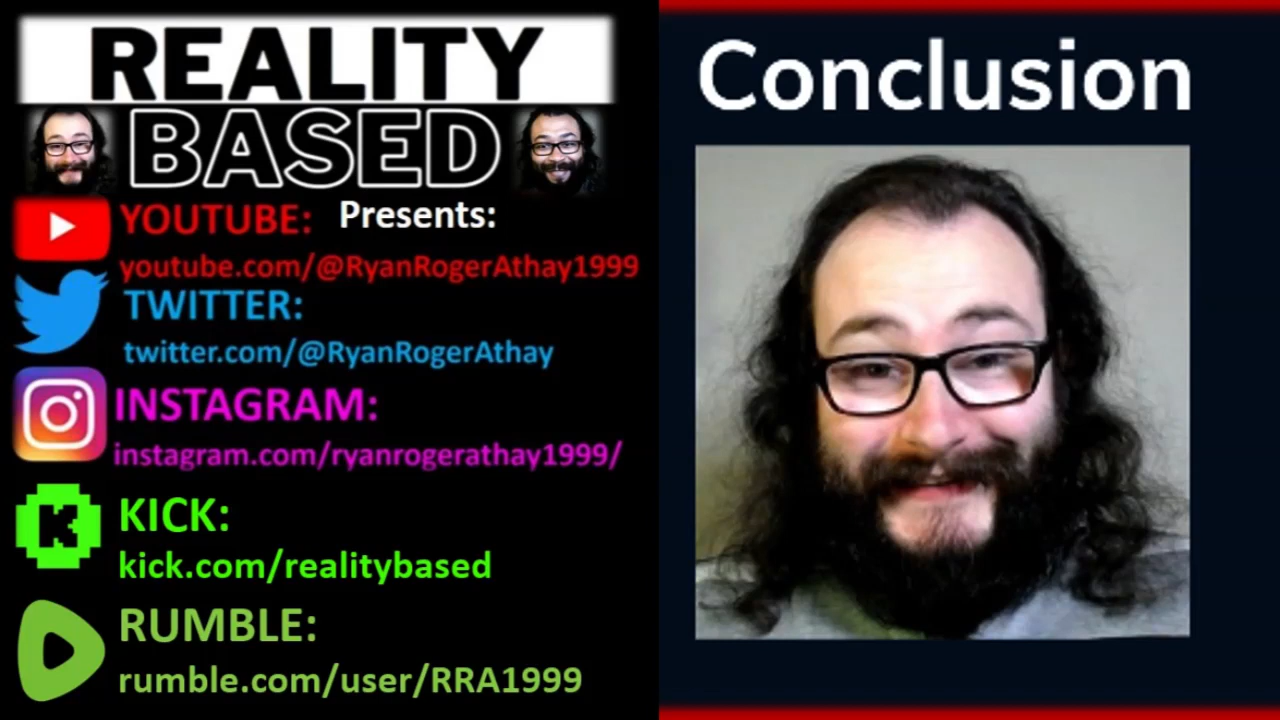 REALITY
BASED
Presents:
YOUTUBE:
youtube.com/@RyanRogerAthay1999
TWITTER:
twitter.com/@RyanRogerAthay
INSTAGRAM:
instagram.com/ryanrogerathay1999/
K
KICK:
kick.com/realitybased
RUMBLE:
rumble.com/user/RRA1999
Conclusion